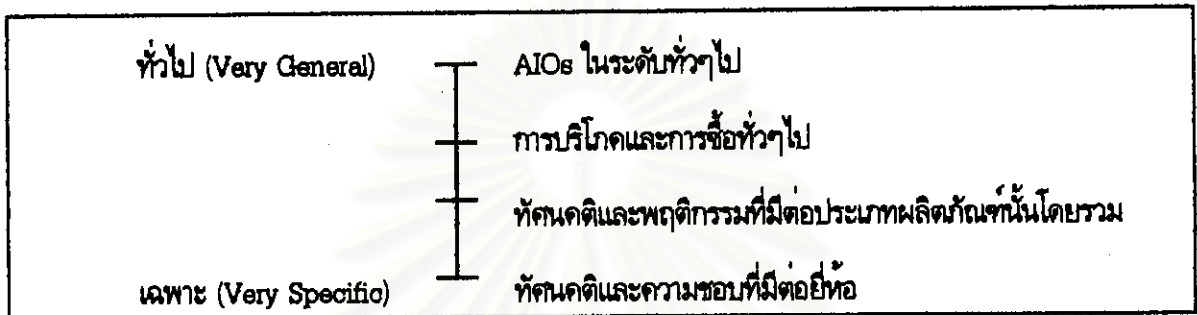 ทั่วไป (Very General) AIOs ในระดับทั่วๆไป
การบริโภคและการซื้อทั่วๆไป
ทัศนคติและพฤติกรรมที่มีต่อประเภทผลิตภัณฑ์นั้นโดยรวม
เฉพาะ (Very Specific) ทัศนคติและความชอบที่มีต่อยี่ห้อ